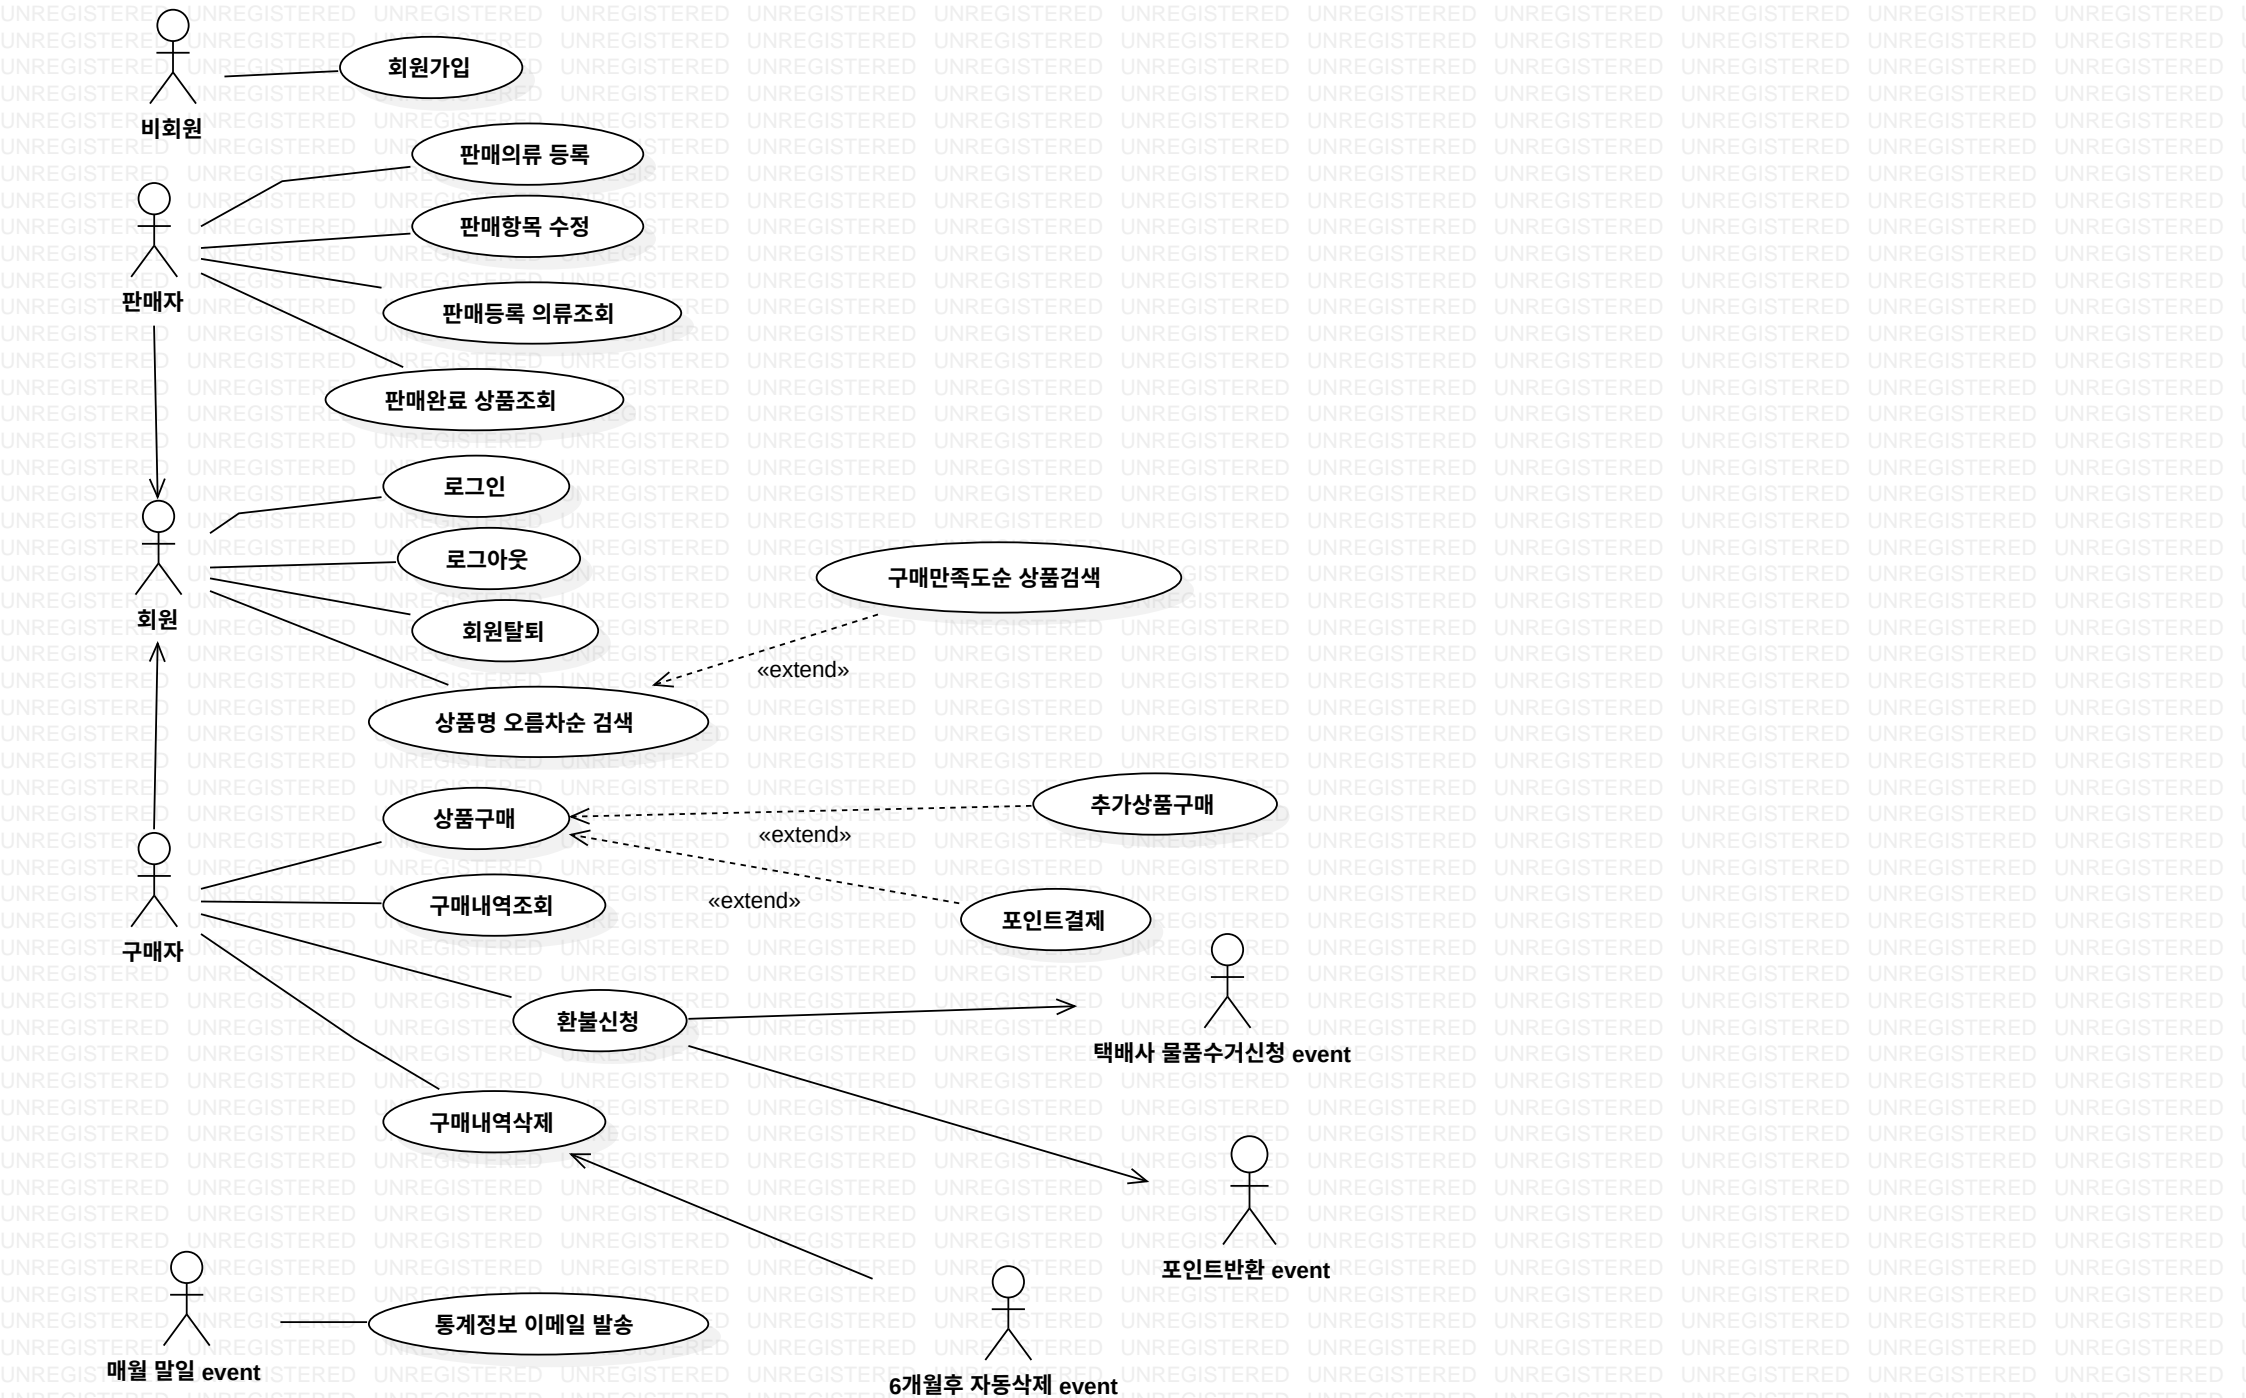 회원가입
비회원
판매의류 등록
판매항목 수정
판매자
판매등록 의류조회
판매완료 상품조회
로그인
로그아웃
구매만족도순 상품검색
회원
회원탈퇴
«extend»
상품명 오름차순 검색
상품구매
추가상품구매
«extend»
구매내역조회
«extend»
포인트결제
구매자
환불신청
택배사 물품수거신청 event
구매내역삭제
포인트반환 event
통계정보 이메일 발송
매월 말일 event
6개월후 자동삭제 event
UNREGISTERED